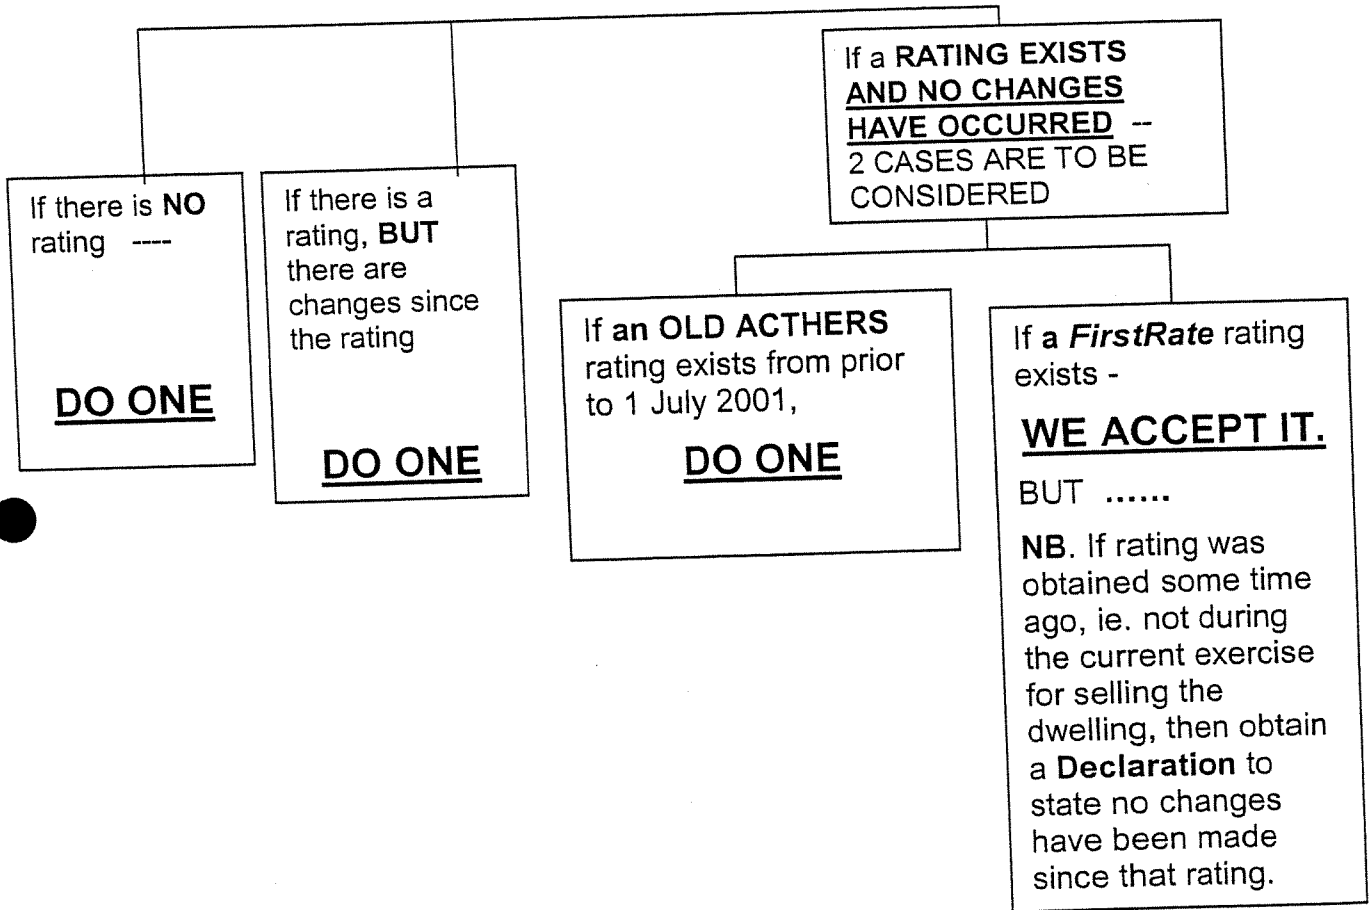 If there is NO
rating ----
DO ONE
If there is a
rating, BUT
there are
changes since
the rating
DO ONE
If a RATING EXISTS
AND NO CHANGES
HAVE OCCURRED --
2 CASES ARE TO BE
CONSIDERED
If an OLD ACTHERS
rating exists from prior
to 1 July 2001,
DO ONE
If a FirstRate rating
exists -
WE ACCEPT IT.
BUT ......
NB. If rating was
obtained some time
ago, ie. not during
the current exercise
for selling the
dwelling, then obtain
a Declaration to
state no changes
have been made
since that rating.